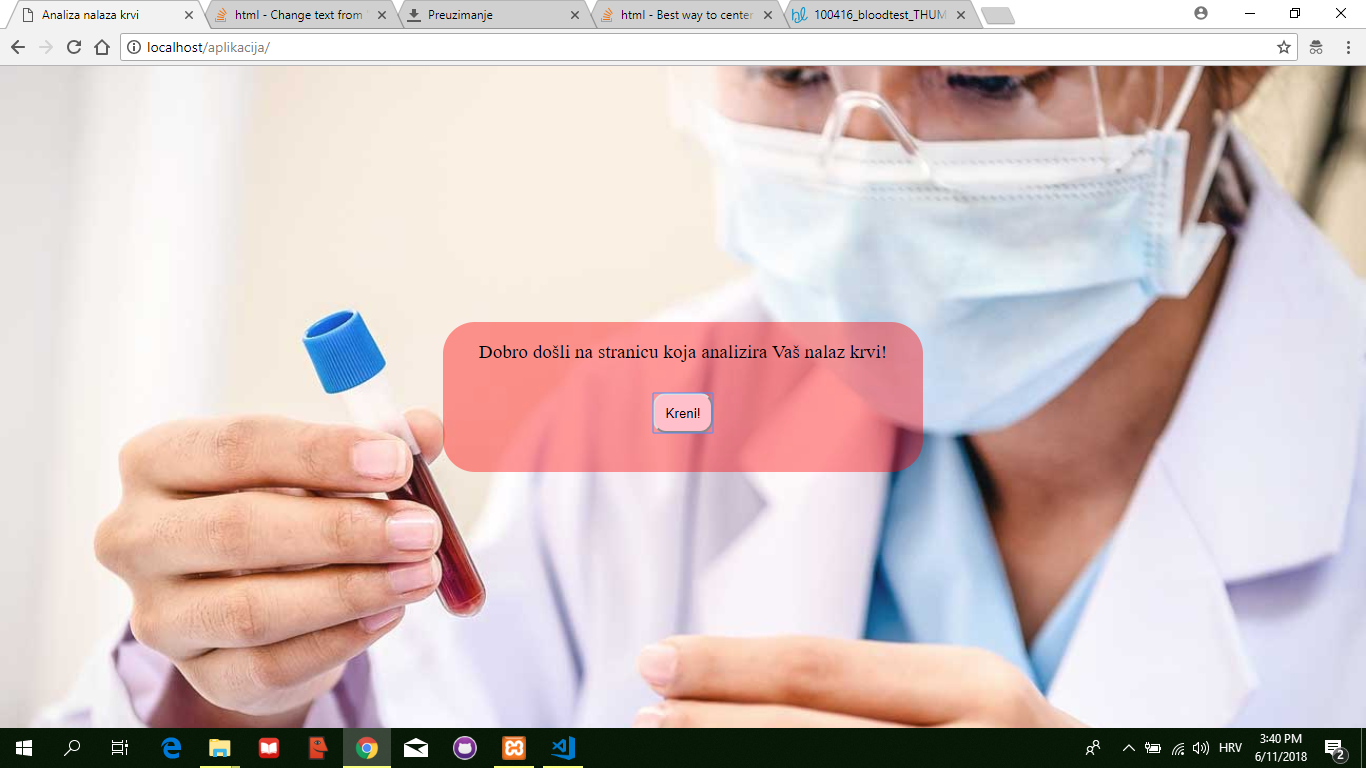 Analiza nalaza krvi
html - Change text from
Preuzimanje
html - Best way to center
100416_bloodtest_THUM
localhost/aplikacija/
Dobro došli na stranicu koja analizira Vaš nalaz krvi!
Kreni!
HRV
3:40 PM
6/11/2018
2